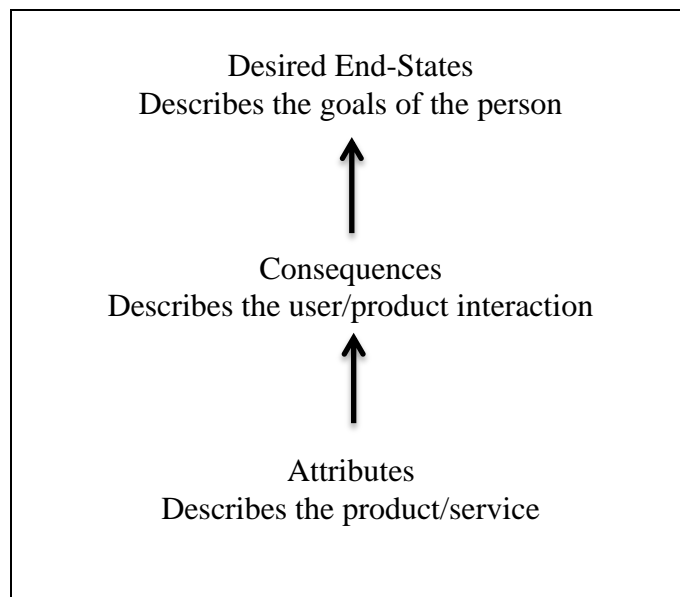 Desired End-States
Describes the goals of the person
Consequences
Describes the user/product interaction
Attributes
Describes the product/service